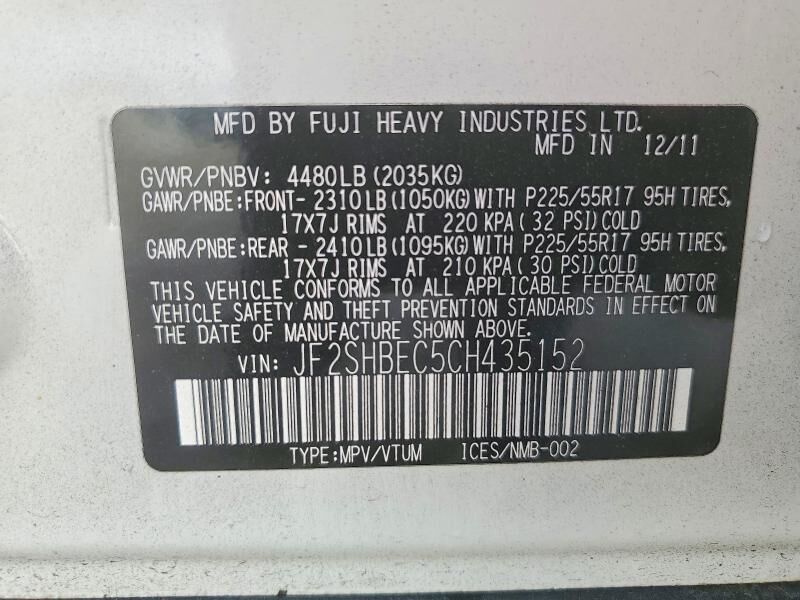 MFD BY FUJI HEAVY INDUSTRIES LTD.
MFD IN 12/11
GVWR/PNBV: 4480LB(2035KG)
GAWR/PNBE:FRONT- 2310LB(1050KG)WITH P225/55R17 95H TIRES,
17X7J RIMS AT 220 KPA( 32 PSI)COLD
GAWR/PNBE:REAR - 2410LB(1095KG)WITH P225/55R17 95H TIRES,
17X7J RIMS AT 210 KPA( 30 PSI)COLD
THIS VEHICLE CONFORMS TO ALL APPLICABLE FEDERAL MOTOR
VEHICLE SAFETY AND THEFT PREVENTION STANDARDS IN EFFECT ON
THE DATE OF MANUFACTURE SHOWN ABOVE.
VIN: JF2SHBEC5CH435152
TYPE:MPV/VTUM ICES/NMB-002